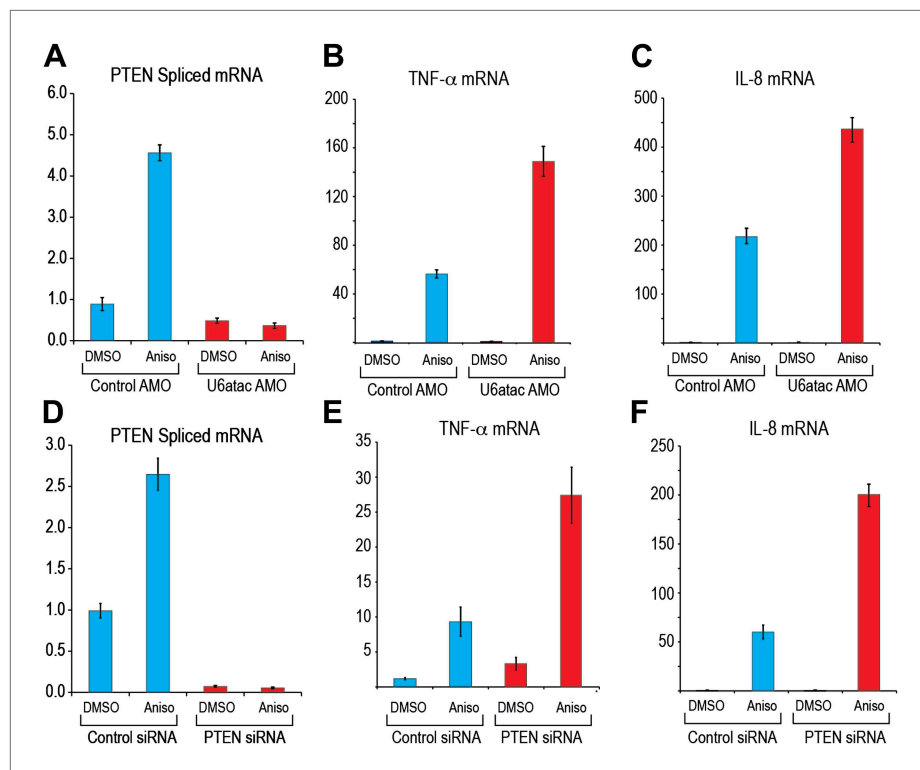 A
PTEN Spliced mRNA
6.0
5.0
4.0
3.0
2.0
1.0
0.0
DMSO Aniso DMSO Aniso
Control AMO U6atac AMO
B
TNF-α mRNA
200
160
120
80
60
40
DMSO Aniso DMSO Aniso
Control AMO U6atac AMO
C
IL-8 mRNA
500
400
300
200
100
DMSO Aniso DMSO Aniso
Control AMO U6atac AMO
D
PTEN Spliced mRNA
3.0
2.5
2.0
1.5
1.0
0.5
0.0
DMSO Aniso DMSO Aniso
Control siRNA PTEN siRNA
E
TNF-α mRNA
35
30
25
20
15
10
5
DMSO Aniso DMSO Aniso
Control siRNA PTEN siRNA
F
IL-8 mRNA
250
200
150
100
50
DMSO Aniso DMSO Aniso
Control siRNA PTEN siRNA